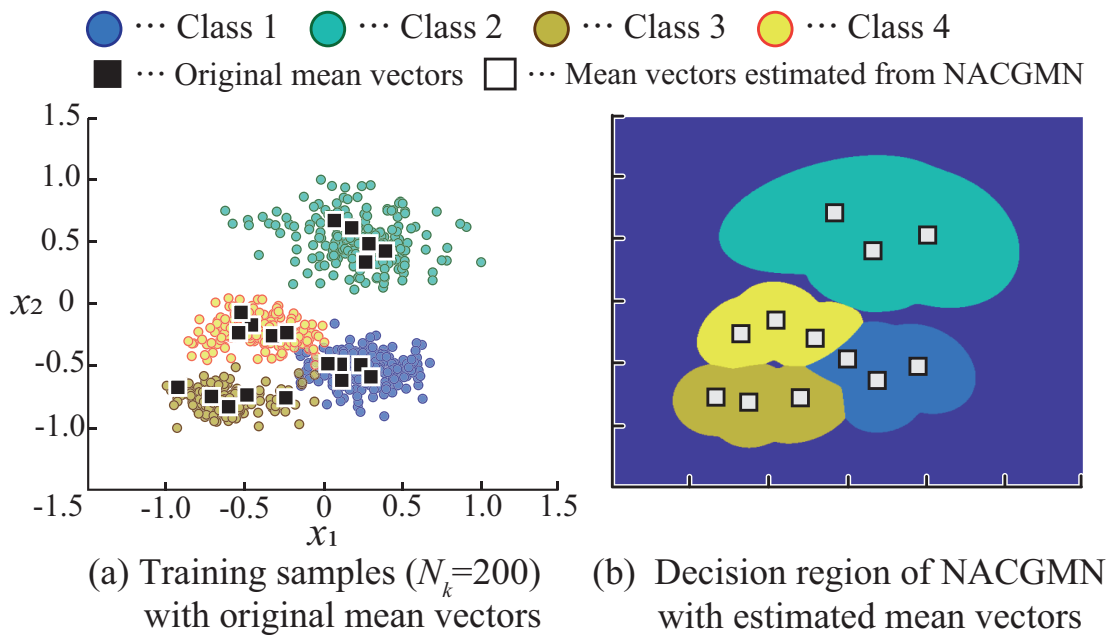 ··· Class 1 ··· Class 2 ··· Class 3 ··· Class 4
··· Original mean vectors ··· Mean vectors estimated from NACGMN
1.5
1.0
0.5
0
x2
-0.5
-1.0
-1.5 -1.0 -0.5 0 0.5 1.0 1.5
x1
(a) Training samples (Nk=200)
with original mean vectors
(b) Decision region of NACGMN
with estimated mean vectors